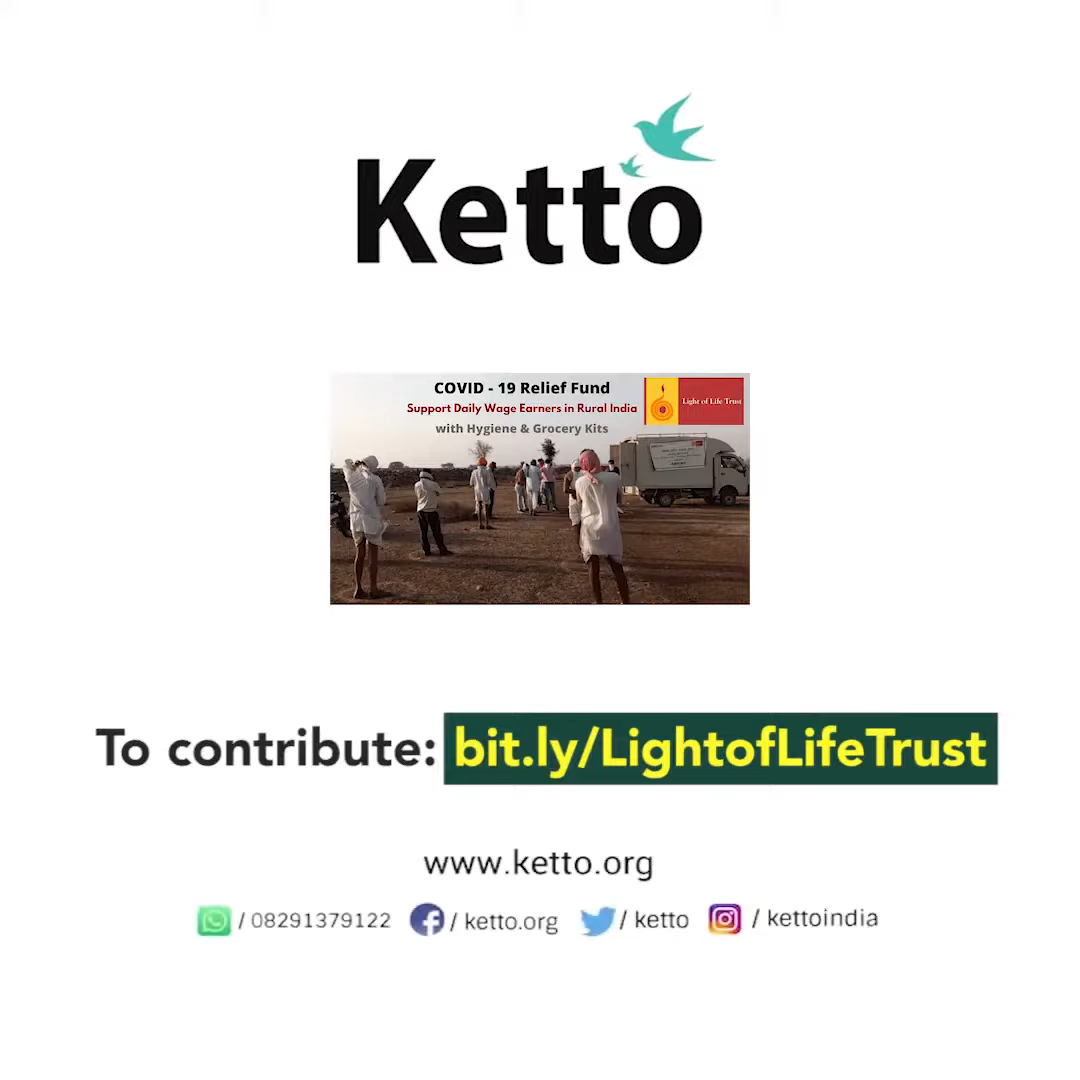 Ketto
COVID - 19 Relief Fund
Support Daily Wage Earners in Rural India
with Hygiene & Grocery Kits
Light of Life Trust
To contribute: bit.ly/LightofLifeTrust
www.ketto.org
/ 08291379122 / ketto.org / ketto / kettoindia